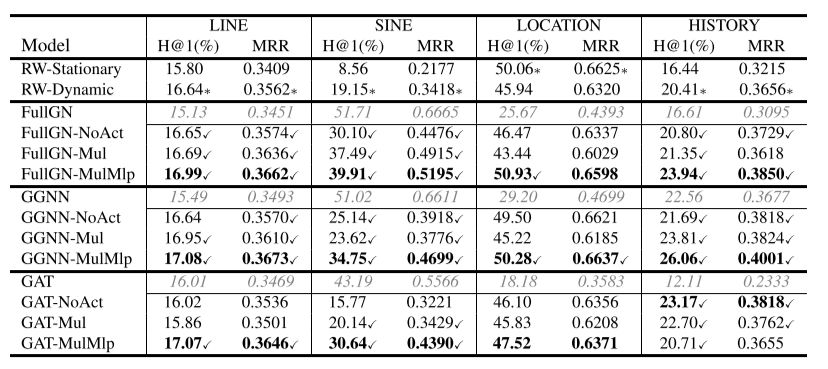 LINE SINE LOCATION HISTORY
Model H@1(%) MRR H@1(%) MRR H@1(%) MRR H@1(%) MRR
RW-Stationary 15.80 0.3409 8.56 0.2177 50.06* 0.6625* 16.44 0.3215
RW-Dynamic 16.64* 0.3562* 19.15* 0.3418* 45.94 0.6320 20.41* 0.3656*
FullGN 15.13 0.3451 51.71 0.6665 25.67 0.4393 16.61 0.3095
FullGN-NoAct 16.65✓ 0.3574✓ 30.10✓ 0.4476✓ 46.47 0.6337 20.80✓ 0.3729✓
FullGN-Mul 16.69✓ 0.3636✓ 37.49✓ 0.4915✓ 43.44 0.6029 21.35✓ 0.3618
FullGN-MulMlp 16.99✓ 0.3662✓ 39.91✓ 0.5195✓ 50.93✓ 0.6598 23.94✓ 0.3850✓
GGNN 15.49 0.3493 51.02 0.6611 29.20 0.4699 22.56 0.3677
GGNN-NoAct 16.64 0.3570✓ 25.14✓ 0.3918✓ 49.50 0.6621 21.69✓ 0.3818✓
GGNN-Mul 16.95✓ 0.3610✓ 23.62✓ 0.3776✓ 45.22 0.6185 23.81✓ 0.3824✓
GGNN-MulMlp 17.08✓ 0.3673✓ 34.75✓ 0.4699✓ 50.28✓ 0.6637✓ 26.06✓ 0.4001✓
GAT 16.01 0.3469 43.19 0.5566 18.18 0.3583 12.11 0.2333
GAT-NoAct 16.02 0.3536 15.77 0.3221 46.10 0.6356 23.17✓ 0.3818✓
GAT-Mul 15.86 0.3501 20.14✓ 0.3429✓ 45.83 0.6208 22.70✓ 0.3762✓
GAT-MulMlp 17.07✓ 0.3646✓ 30.64✓ 0.4390✓ 47.52 0.6371 20.71✓ 0.3655